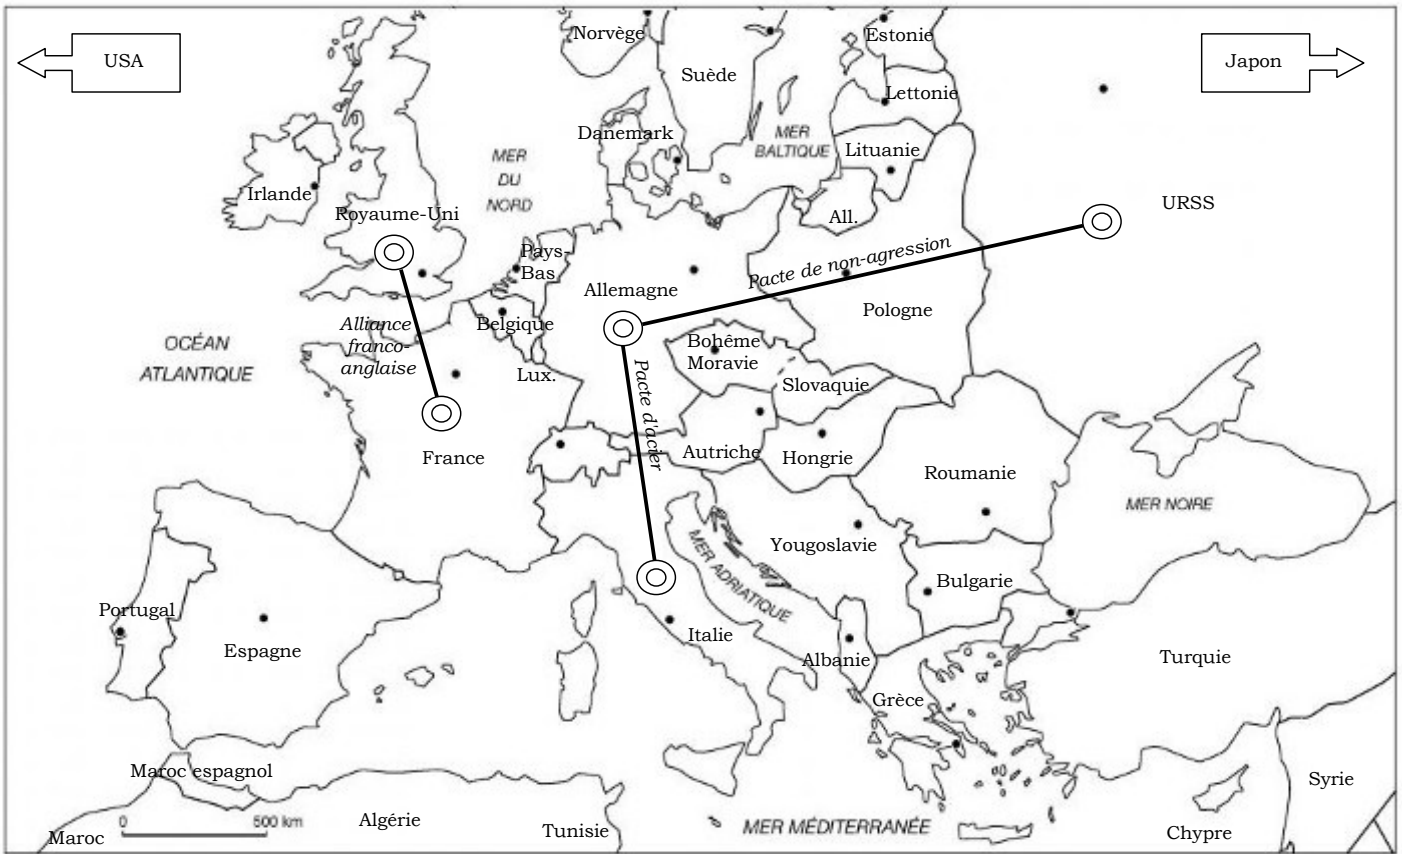 USA
Japon
Norvège
Estonie
Suède
Lettonie
Danemark
MER
BALTIQUE
Lituanie
MER
DU
NORD
Irlande
Royaume-Uni
All.
URSS
Pays-
Bas
Pacte de non-agression
Allemagne
Pologne
Alliance
franco-
anglaise
Belgique
OCÉAN
ATLANTIQUE
Bohême
Moravie
Lux.
Slovaquie
Pacte d'acier
France
Autriche
Hongrie
Roumanie
MER NOIRE
Yougoslavie
MER ADRIATIQUE
Bulgarie
Portugal
Espagne
Italie
Albanie
Turquie
Grèce
Maroc espagnol
Syrie
0 500 km
Algérie
Tunisie
MER MÉDITERRANÉE
Chypre
Maroc